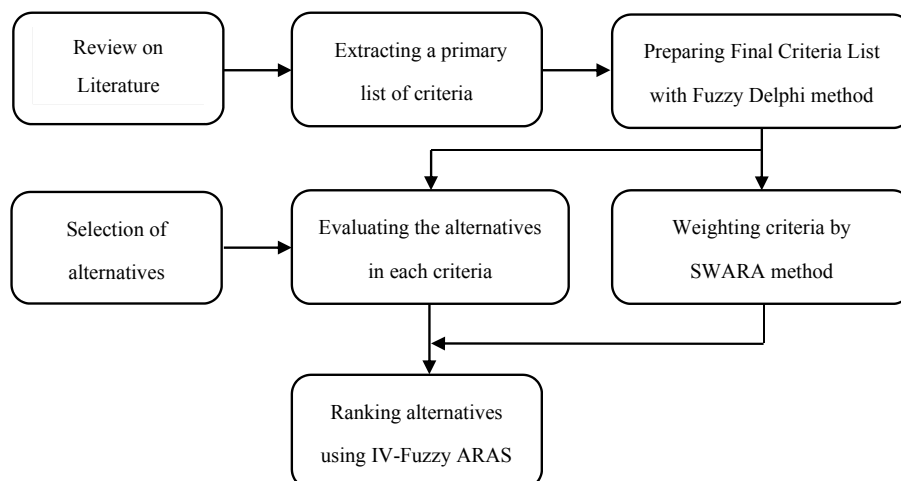 Review on
Literature
Extracting a primary
list of criteria
Preparing Final Criteria List
with Fuzzy Delphi method
Selection of
alternatives
Evaluating the alternatives
in each criteria
Weighting criteria by
SWARA method
Ranking alternatives
using IV-Fuzzy ARAS